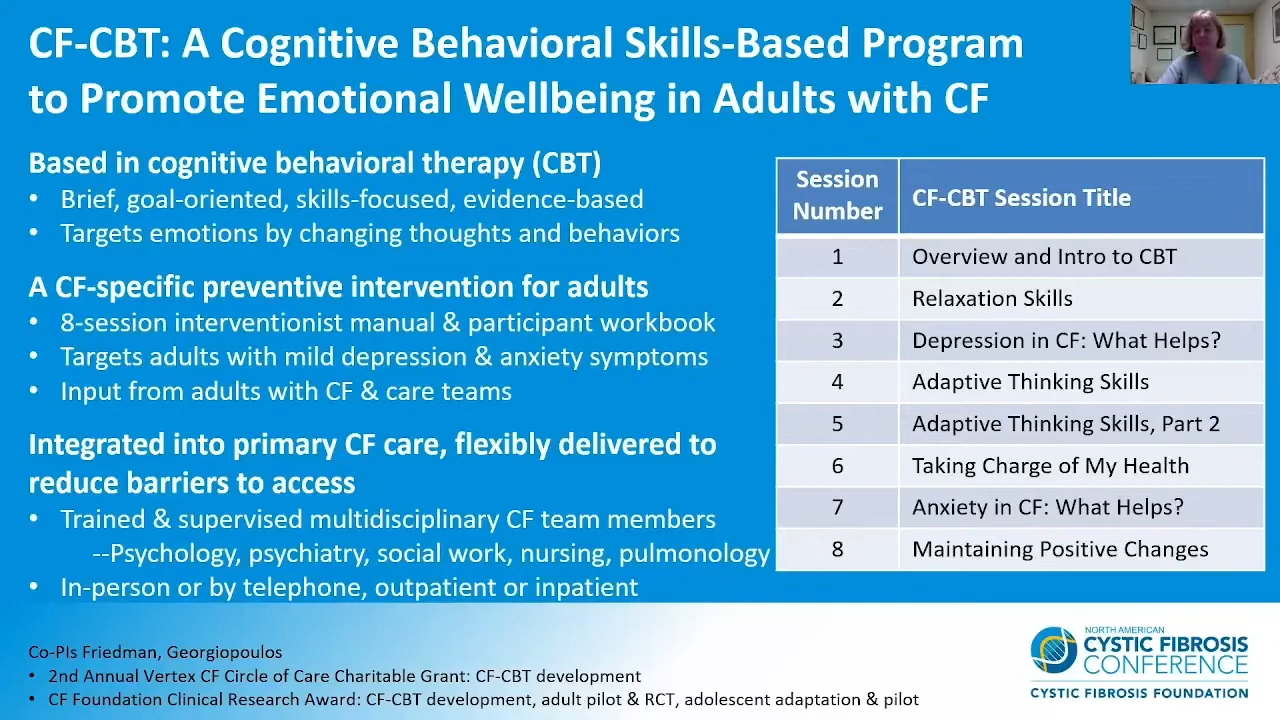 CF-CBT: A Cognitive Behavioral Skills-Based Program
to Promote Emotional Wellbeing in Adults with CF
Based in cognitive behavioral therapy (CBT)
• Brief, goal-oriented, skills-focused, evidence-based
• Targets emotions by changing thoughts and behaviors
A CF-specific preventive intervention for adults
• 8-session interventionist manual & participant workbook
• Targets adults with mild depression & anxiety symptoms
• Input from adults with CF & care teams
Integrated into primary CF care, flexibly delivered to
reduce barriers to access
• Trained & supervised multidisciplinary CF team members
--Psychology, psychiatry, social work, nursing, pulmonology
• In-person or by telephone, outpatient or inpatient
Session
Number
CF-CBT Session Title
1 Overview and Intro to CBT
2 Relaxation Skills
3 Depression in CF: What Helps?
4 Adaptive Thinking Skills
5 Adaptive Thinking Skills, Part 2
6 Taking Charge of My Health
7 Anxiety in CF: What Helps?
8 Maintaining Positive Changes
Co-PIs Friedman, Georgiopoulos
• 2nd Annual Vertex CF Circle of Care Charitable Grant: CF-CBT development
• CF Foundation Clinical Research Award: CF-CBT development, adult pilot & RCT, adolescent adaptation & pilot
NORTH AMERICAN
CYSTIC FIBROSIS
CONFERENCE
CYSTIC FIBROSIS FOUNDATION